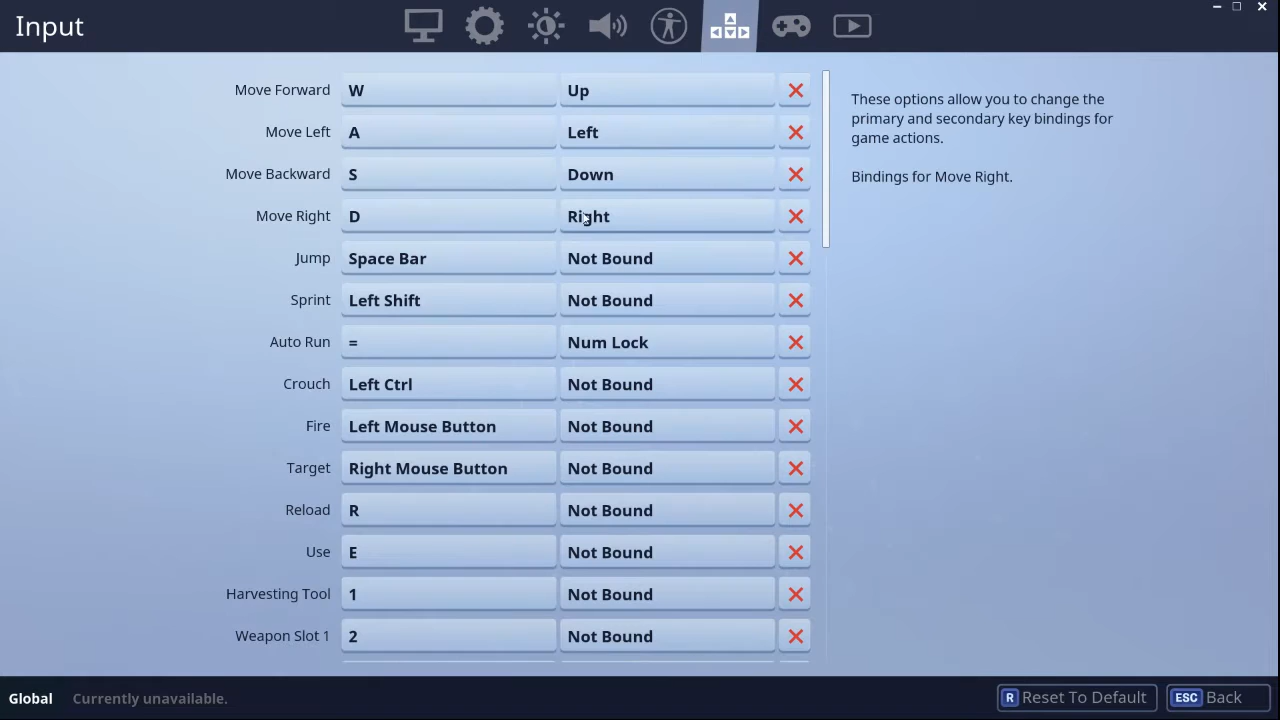 Input
Move Forward W Up
Move Left A Left
Move Backward S Down
Move Right D Right
Jump Space Bar Not Bound
Sprint Left Shift Not Bound
Auto Run = Num Lock
Crouch Left Ctrl Not Bound
Fire Left Mouse Button Not Bound
Target Right Mouse Button Not Bound
Reload R Not Bound
Use E Not Bound
Harvesting Tool 1 Not Bound
Weapon Slot 1 2 Not Bound
These options allow you to change the
primary and secondary key bindings for
game actions.
Bindings for Move Right.
Global Currently unavailable.
R Reset To Default ESC Back